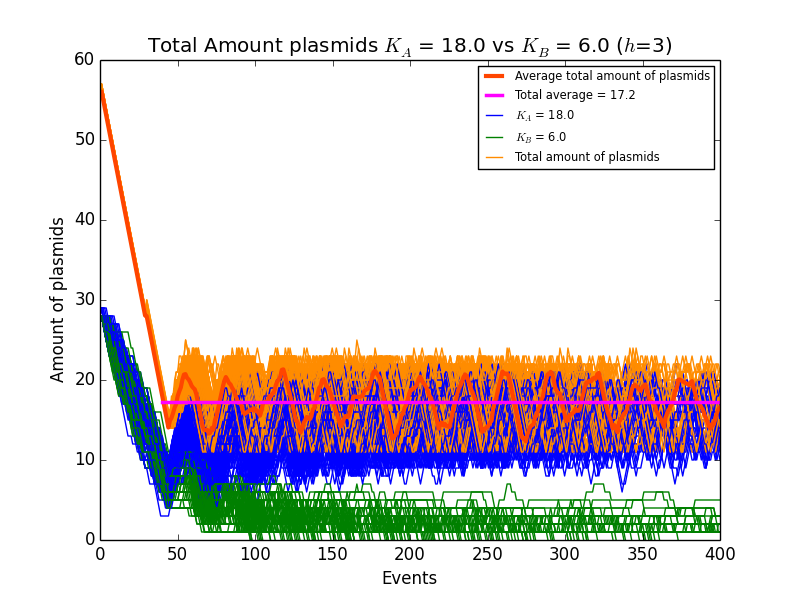 Total Amount plasmids K_A = 18.0 vs K_B = 6.0 (h=3)
Average total amount of plasmids
Total average = 17.2
K_A = 18.0
K_B = 6.0
Total amount of plasmids
Amount of plasmids
60
50
40
30
20
10
0
0 50 100 150 200 250 300 350 400
Events